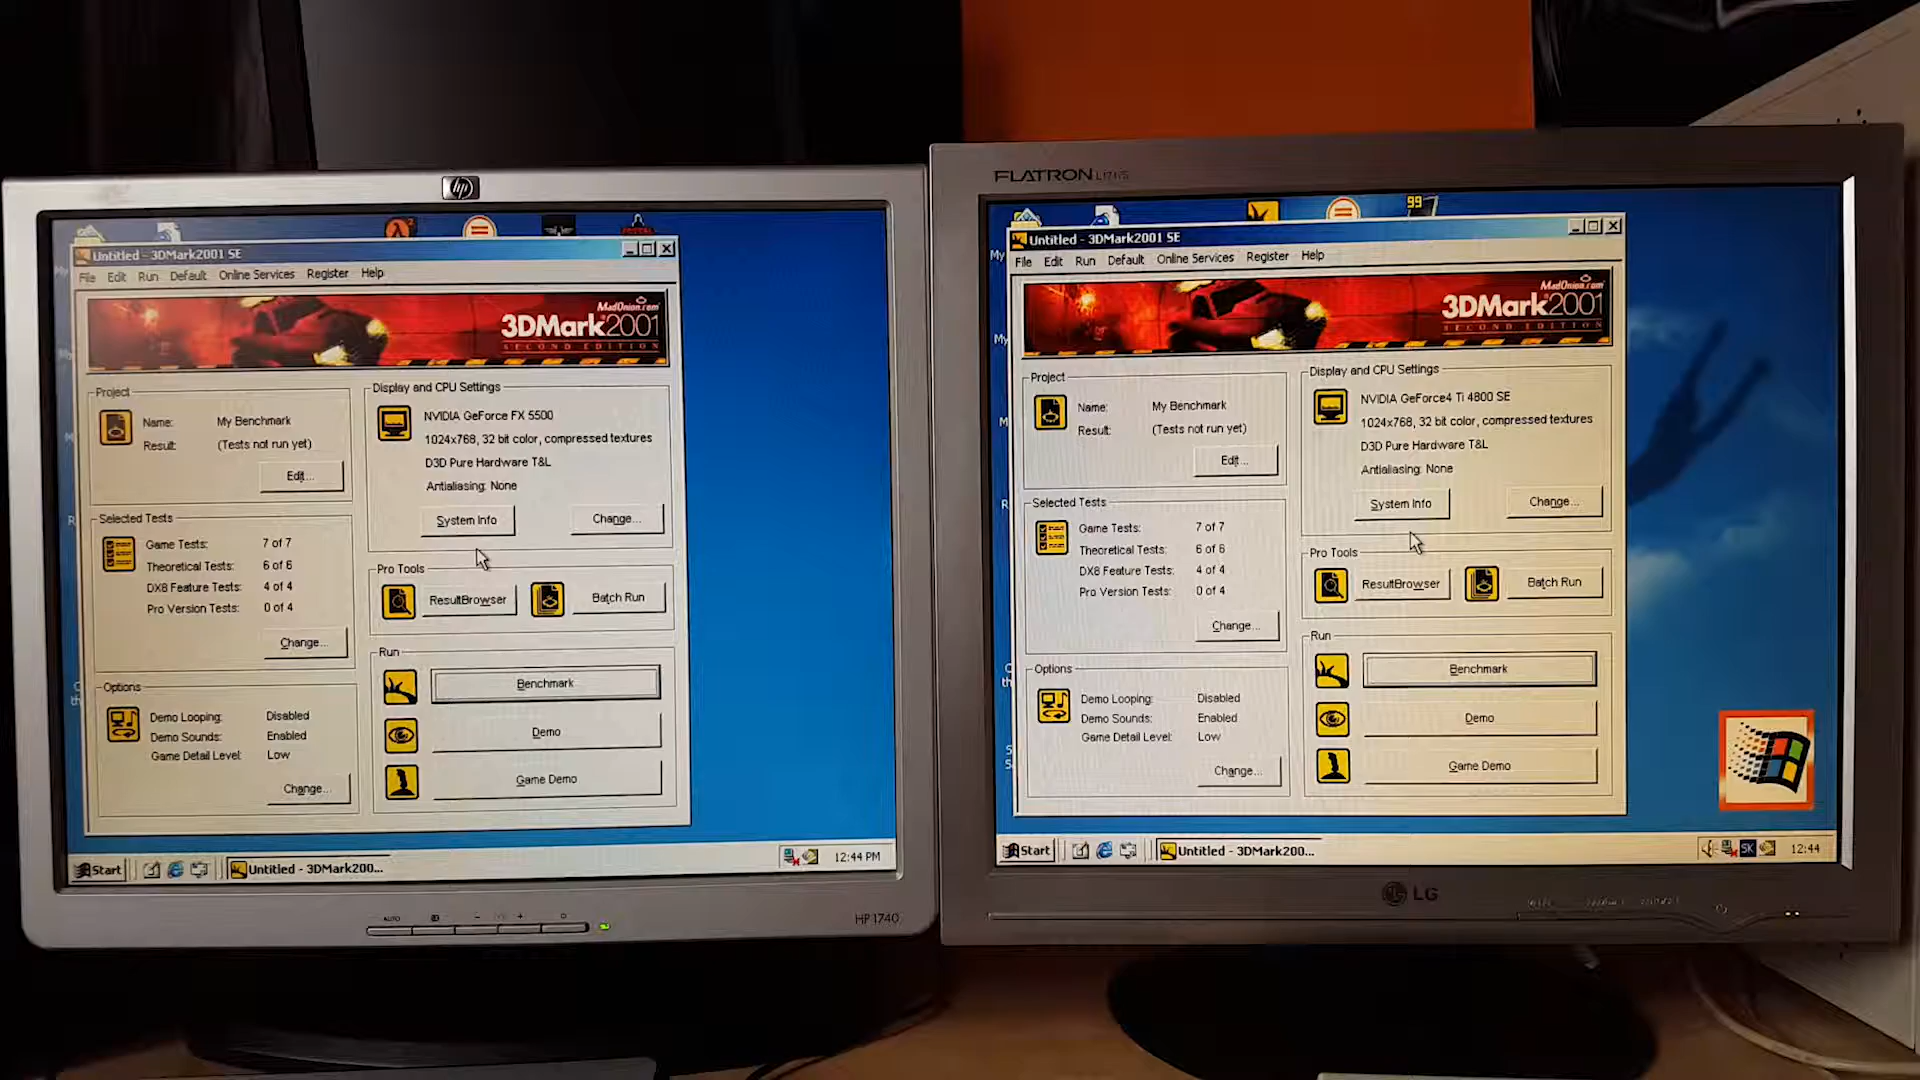 hp
Untitled - 3DMark2001 SE
File Edit Run Default Online Services Register Help
MadOnion.com
3DMark2001
SECOND EDITION
Project
Name: My Benchmark
Result: (Tests not run yet)
Edit...
Display and CPU Settings
NVIDIA GeForce FX 5500
1024x768, 32 bit color, compressed textures
D3D Pure Hardware T&L
Antialiasing: None
System Info
Change...
Selected Tests
Game Tests: 7 of 7
Theoretical Tests: 6 of 6
DX8 Feature Tests: 4 of 4
Pro Version Tests: 0 of 4
Change...
Pro Tools
ResultBrowser
Batch Run
Options
Demo Looping: Disabled
Demo Sounds: Enabled
Game Detail Level: Low
Change...
Run
Benchmark
Demo
Game Demo
Start
Untitled - 3DMark200...
12:44 PM
AUTO
HP 1740
FLATRON
99
Untitled - 3DMark2001 SE
File Edit Run Default Online Services Register Help
MadOnion.com
3DMark2001
SECOND EDITION
Project
Name: My Benchmark
Result: (Tests not run yet)
Edit...
Display and CPU Settings
NVIDIA GeForce4 Ti 4800 SE
1024x768, 32 bit color, compressed textures
D3D Pure Hardware T&L
Antialiasing: None
System Info
Change...
Selected Tests
Game Tests: 7 of 7
Theoretical Tests: 6 of 6
DX8 Feature Tests: 4 of 4
Pro Version Tests: 0 of 4
Change...
Pro Tools
ResultBrowser
Batch Run
Options
Demo Looping: Disabled
Demo Sounds: Enabled
Game Detail Level: Low
Change...
Run
Benchmark
Demo
Game Demo
Start
Untitled - 3DMark200...
SK
12:44
LG